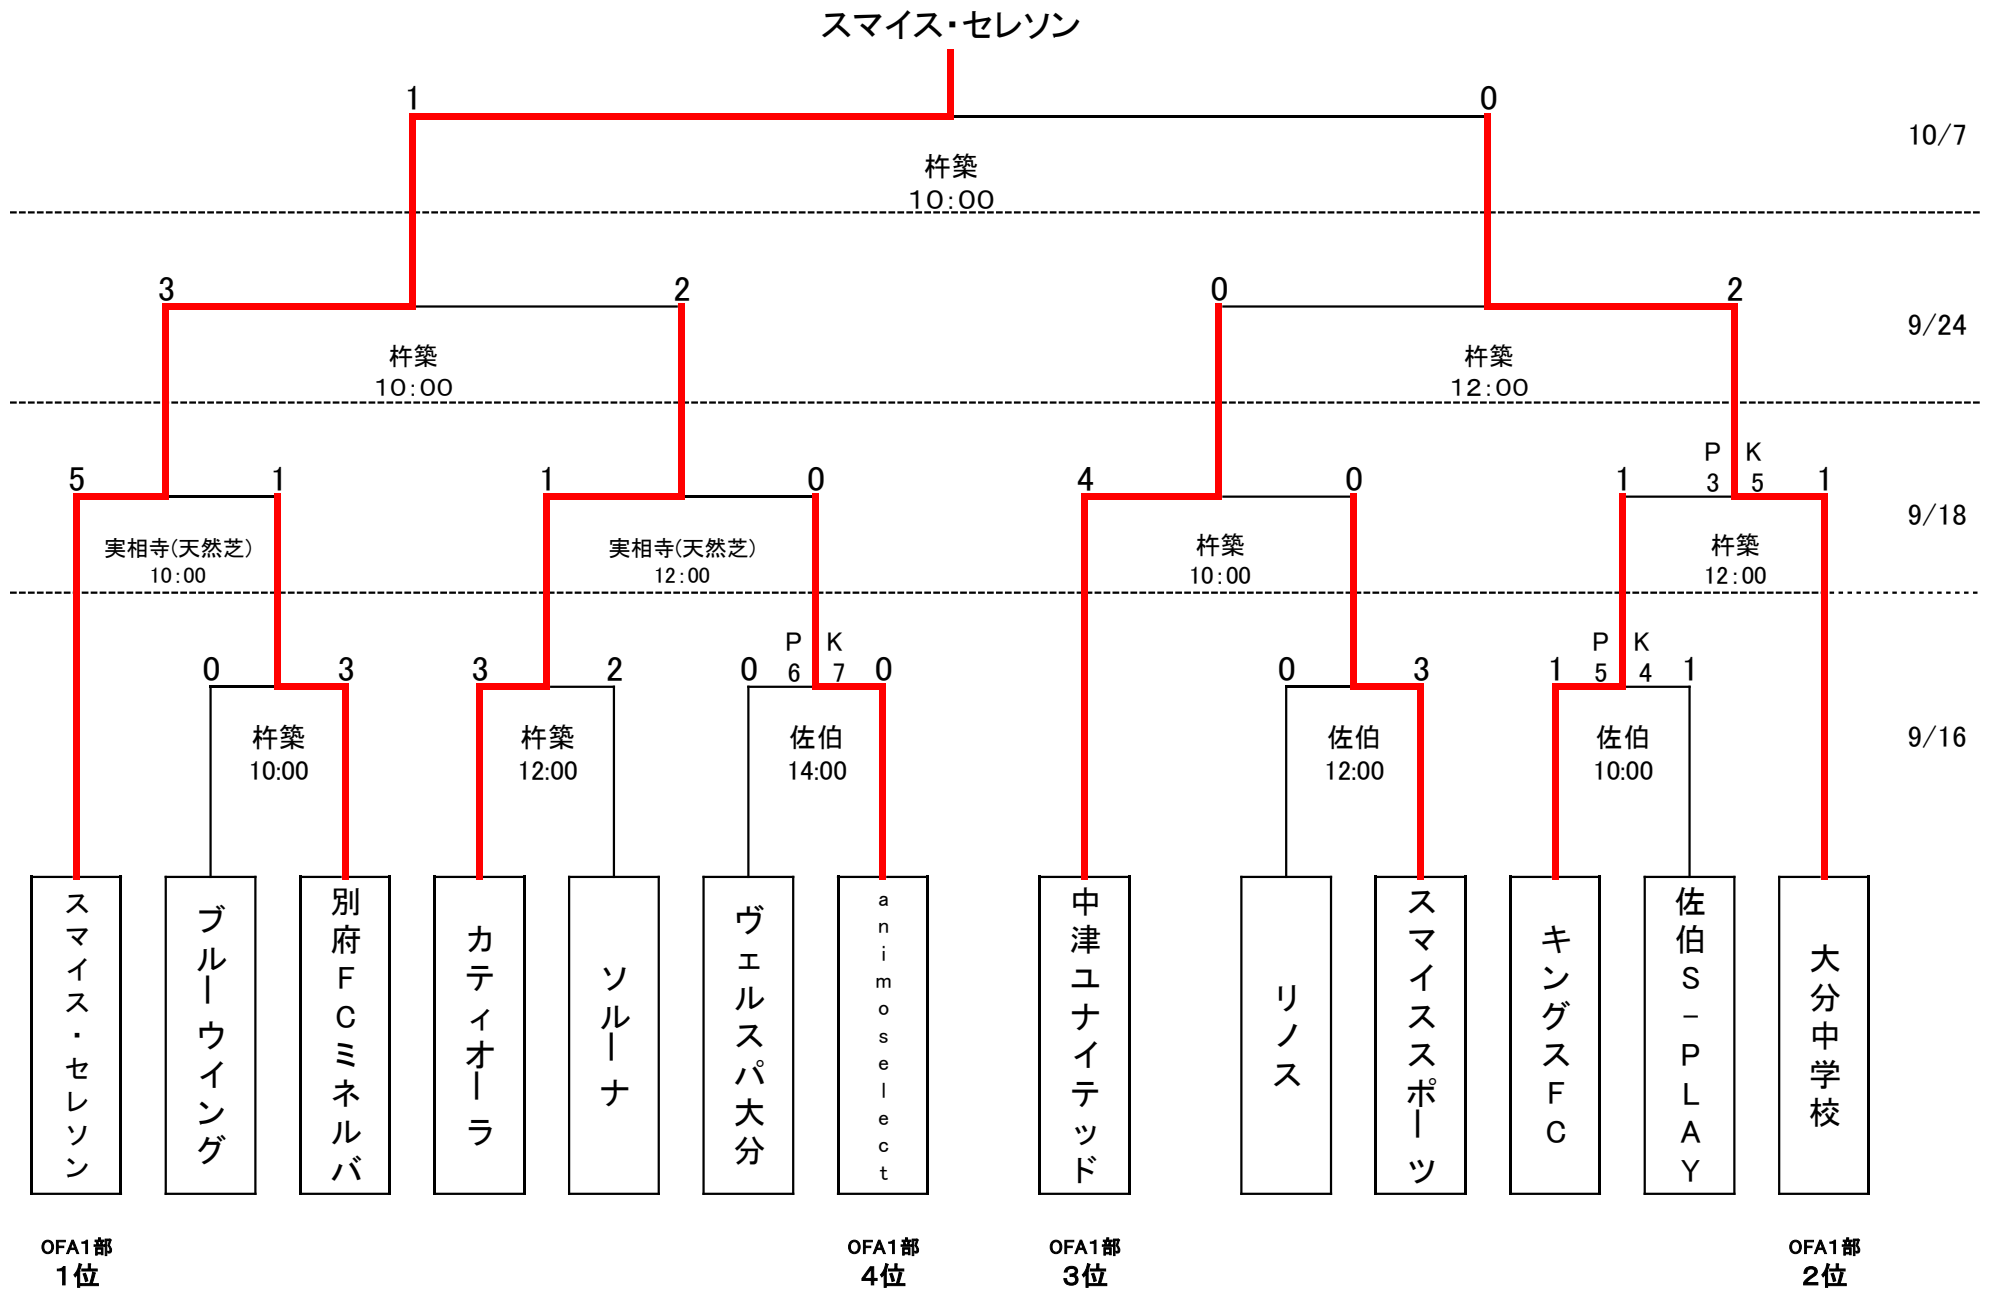 スマイス・セレソン
1 0
10/7
杵築
10:00
3 2 0 2
9/24
杵築 杵築
10:00 12:00
P K
5 1 1 0 4 0 1 3 5 1
9/18
実相寺(天然芝) 実相寺(天然芝) 杵築 杵築
10:00 12:00 10:00 12:00
P K P K
0 3 3 2 0 6 7 0 0 3 1 5 4 1
杵築 杵築 佐伯 佐伯 佐伯
9/16
10:00 12:00 14:00 12:00 10:00
スマイス・セレソン
ブルーウイング
別府FCミネルバ
カティオーラ
ソルーナ
ヴェルスパ大分
animoselect
中津ユナイテッド
リノス
スマイススポーツ
キングスFC
佐伯S-PLAY
大分中学校
OFA1部 OFA1部 OFA1部 OFA1部
1位 4位 3位 2位